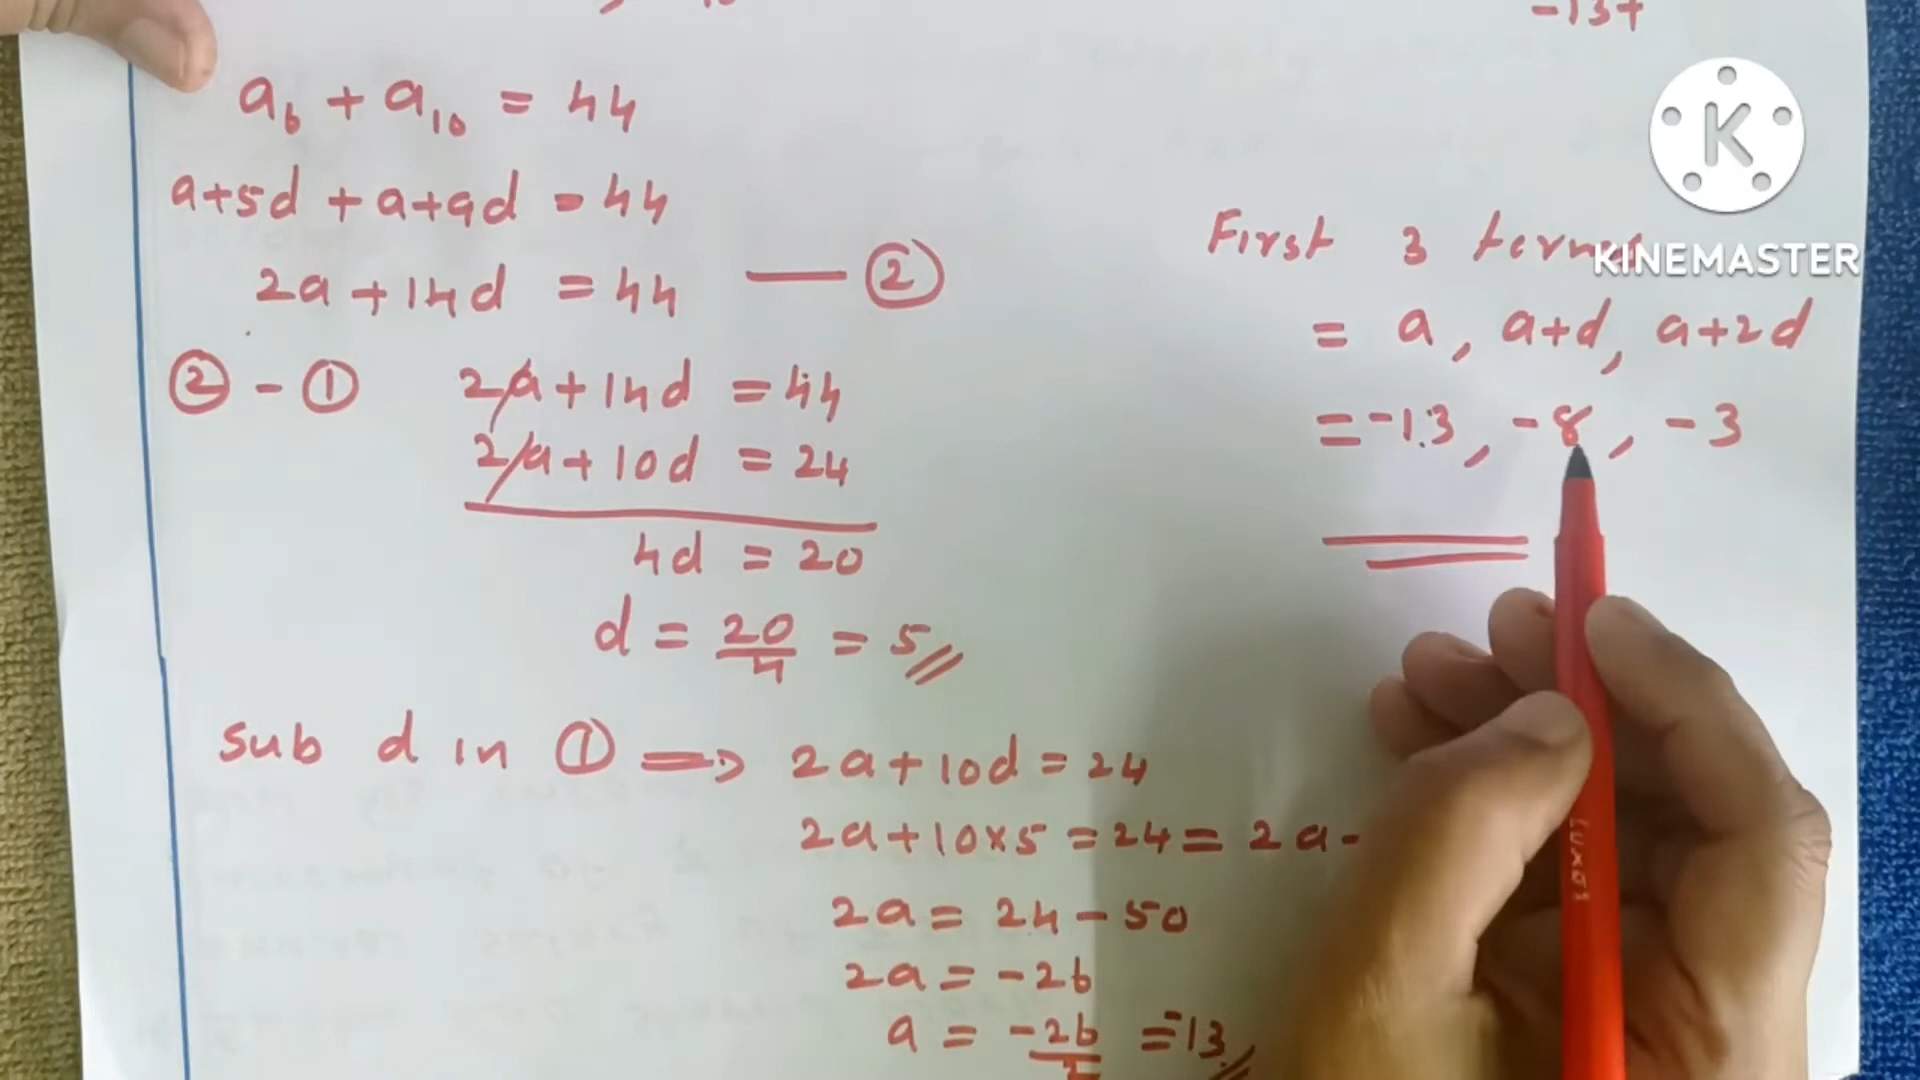 -13+
a₆ + a₁₀ = 44
a+5d + a+9d = 44
2a + 14d = 44 — ②
② - ① 2a + 14d = 44
2a + 10d = 24
4d = 20
d = 20/4 = 5
Sub d in ① ⟹ 2a + 10d = 24
2a + 10×5 = 24 = 2a -
2a = 24 - 50
2a = -26
a = -26/2 = -13
First 3 terms
= a, a+d, a+2d
= -13, -8, -3
K
KINEMASTER
LUXOR